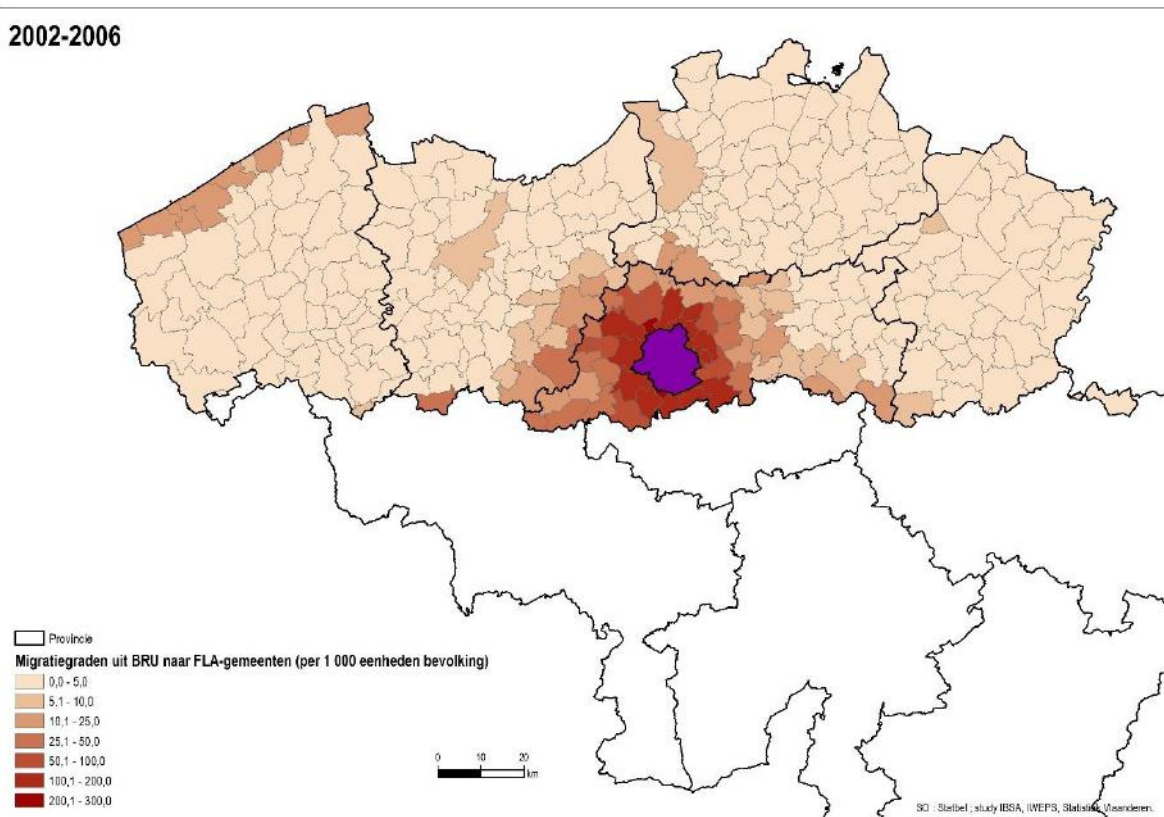 2002-2006
Provincie
Migratiegraden uit BRU naar FLA-gemeenten (per 1 000 eenheden bevolking)
0,0 - 5,0
5,1 - 10,0
10,1 - 25,0
25,1 - 50,0
50,1 - 100,0
100,1 - 200,0
200,1 - 300,0
0 10 20
km
SO : Statbel ; study IBSA, IWEPS, Statistiek Vlaanderen.